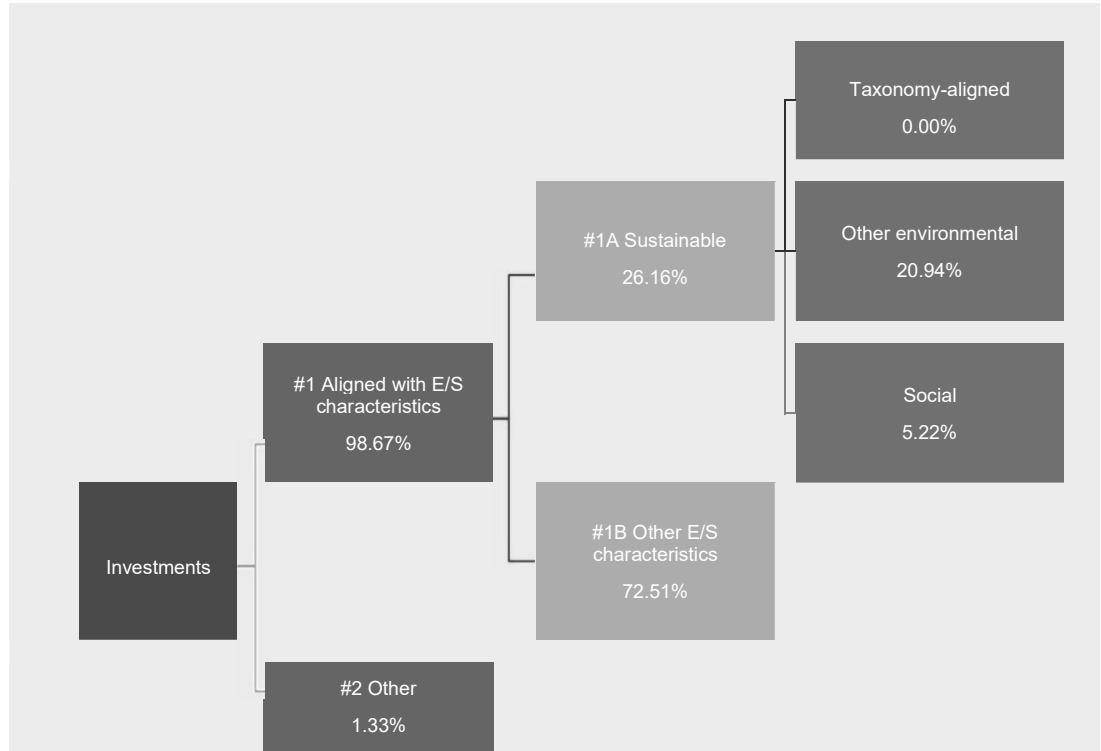 Taxonomy-aligned
0.00%
#1A Sustainable
26.16%
Other environmental
20.94%
#1 Aligned with E/S
characteristics
98.67%
Social
5.22%
Investments
#1B Other E/S
characteristics
72.51%
#2 Other
1.33%